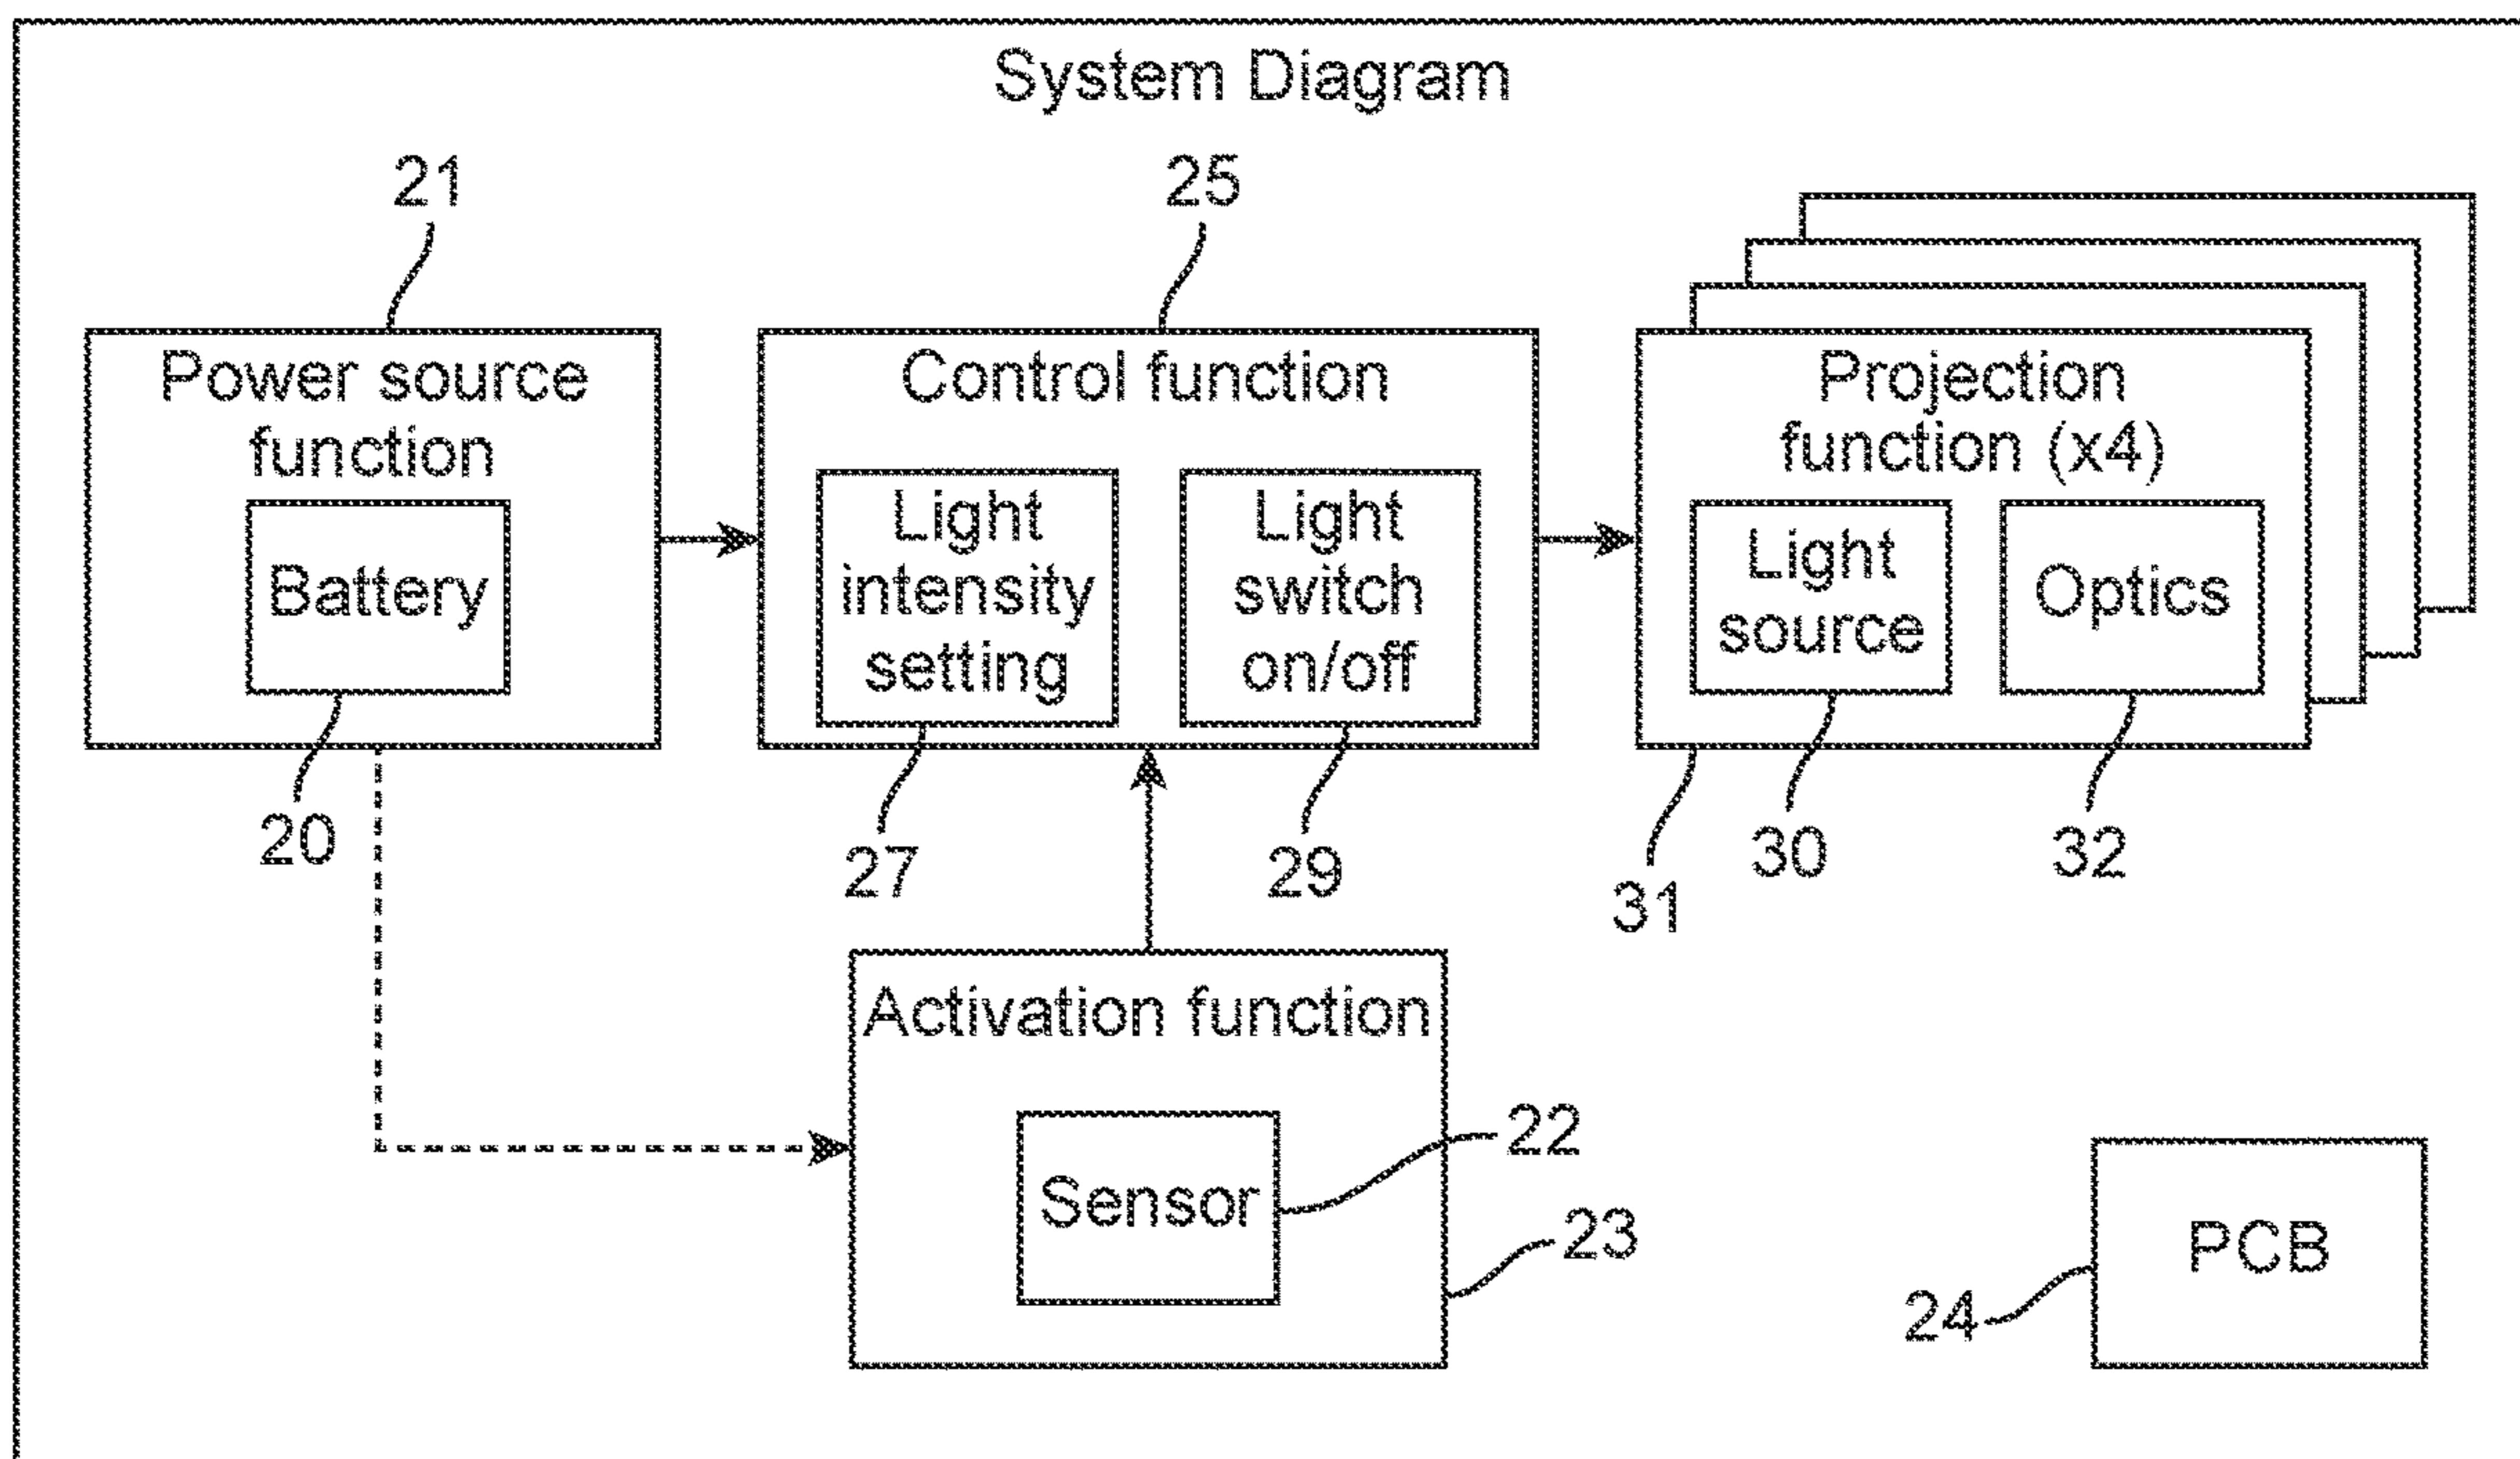 System Diagram
21
25
Power source
function
Battery
20
Control function
Light
intensity
setting
27
Light
switch
on/off
29
Projection
function (x4)
Light
source
30
Optics
32
31
Activation function
Sensor
22
23
24
PCB